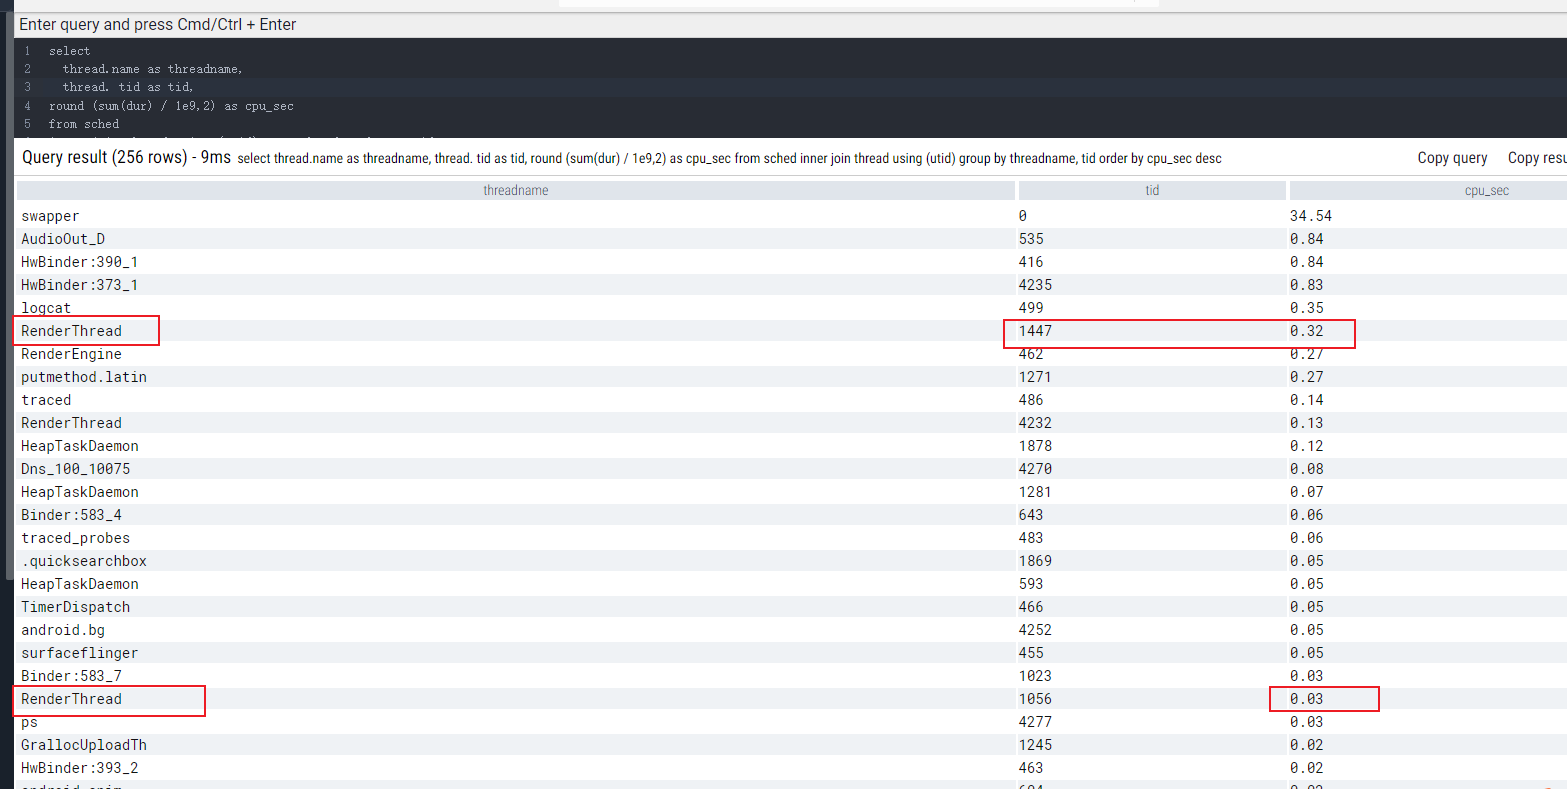 Enter query and press Cmd/Ctrl + Enter
1 select
2 thread.name as threadname,
3 thread. tid as tid,
4 round (sum(dur) / 1e9,2) as cpu_sec
5 from sched
Query result (256 rows) - 9ms select thread.name as threadname, thread. tid as tid, round (sum(dur) / 1e9,2) as cpu_sec from sched inner join thread using (utid) group by threadname, tid order by cpu_sec desc Copy query Copy resu
threadname tid cpu_sec
swapper 0 34.54
AudioOut_D 535 0.84
HwBinder:390_1 416 0.84
HwBinder:373_1 4235 0.83
logcat 499 0.35
RenderThread 1447 0.32
RenderEngine 462 0.27
putmethod.latin 1271 0.27
traced 486 0.14
RenderThread 4232 0.13
HeapTaskDaemon 1878 0.12
Dns_100_10075 4270 0.08
HeapTaskDaemon 1281 0.07
Binder:583_4 643 0.06
traced_probes 483 0.06
.quicksearchbox 1869 0.05
HeapTaskDaemon 593 0.05
TimerDispatch 466 0.05
android.bg 4252 0.05
surfaceflinger 455 0.05
Binder:583_7 1023 0.03
RenderThread 1056 0.03
ps 4277 0.03
GrallocUploadTh 1245 0.02
HwBinder:393_2 463 0.02